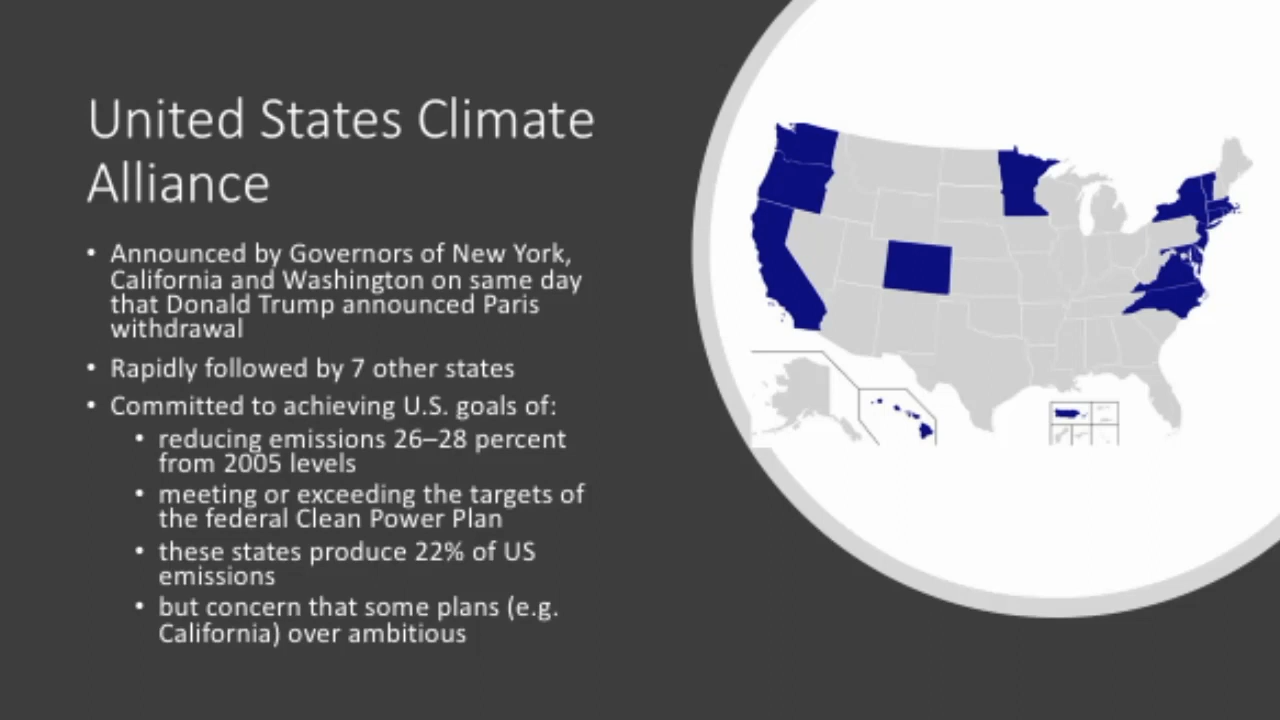 United States Climate
Alliance
• Announced by Governors of New York,
California and Washington on same day
that Donald Trump announced Paris
withdrawal
• Rapidly followed by 7 other states
• Committed to achieving U.S. goals of:
• reducing emissions 26–28 percent
from 2005 levels
• meeting or exceeding the targets of
the federal Clean Power Plan
• these states produce 22% of US
emissions
• but concern that some plans (e.g.
California) over ambitious